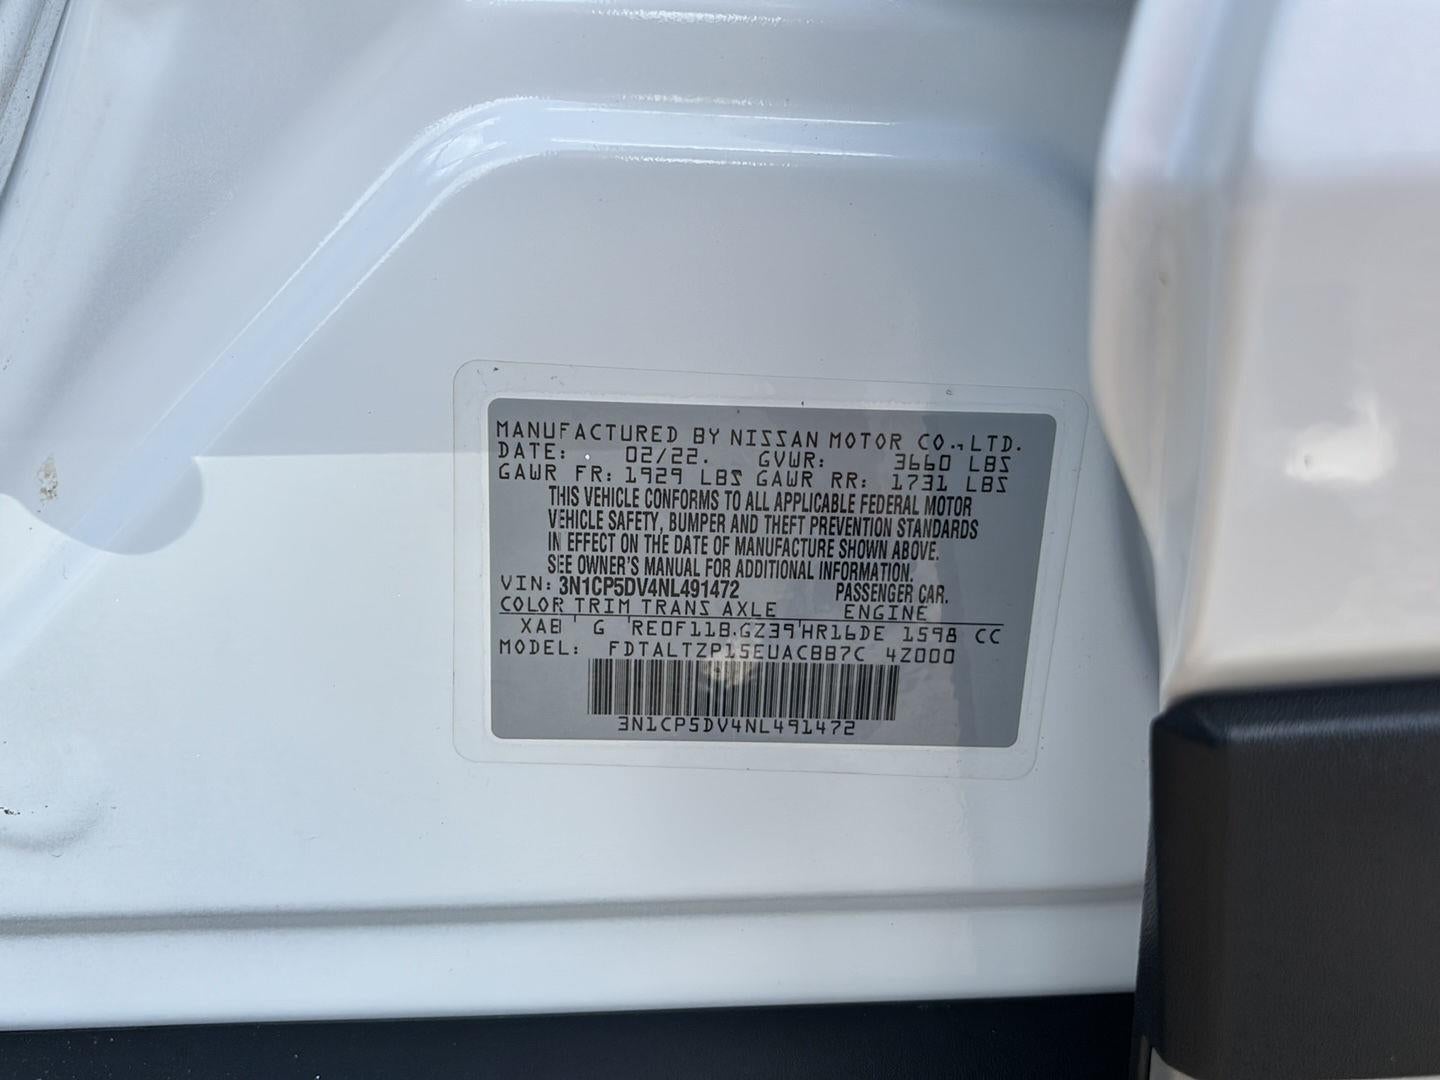 MANUFACTURED BY NISSAN MOTOR CO., LTD.
DATE: 02/22. GVWR: 3660 LBS
GAWR FR: 1929 LBS GAWR RR: 1731 LBS
THIS VEHICLE CONFORMS TO ALL APPLICABLE FEDERAL MOTOR
VEHICLE SAFETY, BUMPER AND THEFT PREVENTION STANDARDS
IN EFFECT ON THE DATE OF MANUFACTURE SHOWN ABOVE.
SEE OWNER'S MANUAL FOR ADDITIONAL INFORMATION.
VIN: 3N1CP5DV4NL491472 PASSENGER CAR.
COLOR TRIM TRANS AXLE ENGINE
XAB G RE0F11B GZ39 HR16DE 1598 CC
MODEL: FDTALTZP15EUACBB7C 4Z000
3N1CP5DV4NL491472